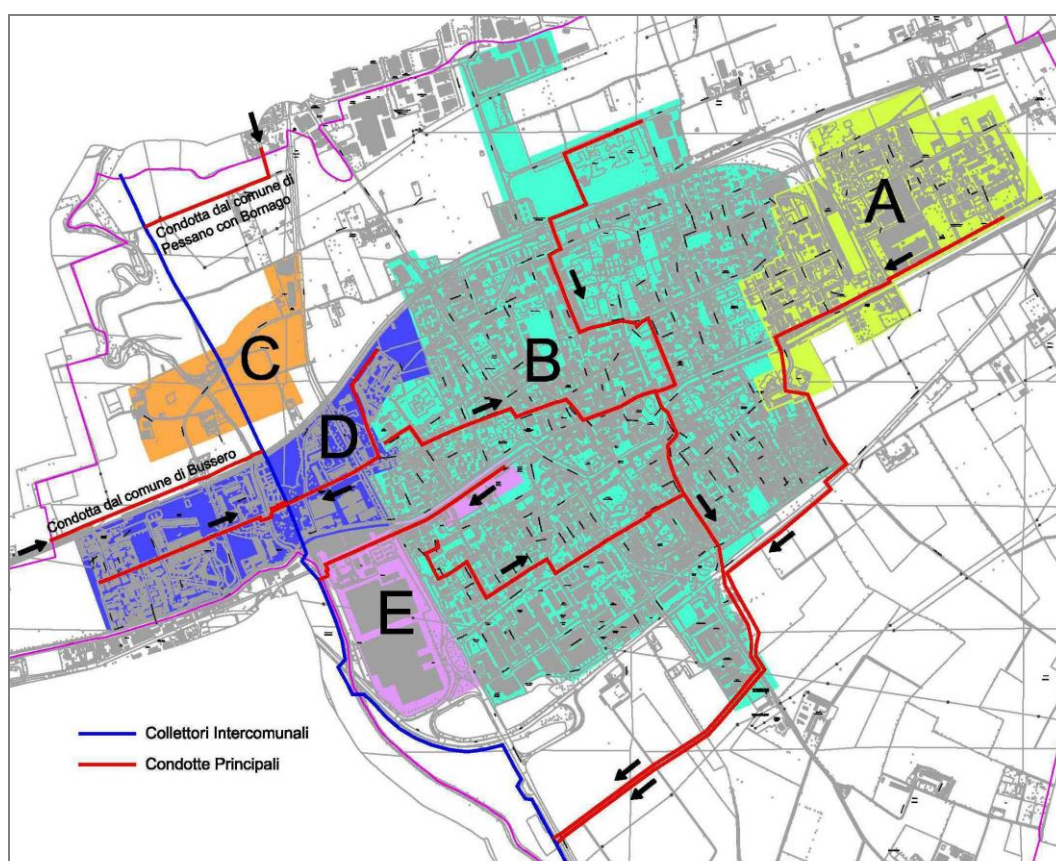 Condotta dal comune di
Pessano con Bornago
A
C
B
D
Condotta dal comune di Bussero
E
Collettori Intercomunali
Condotte Principali